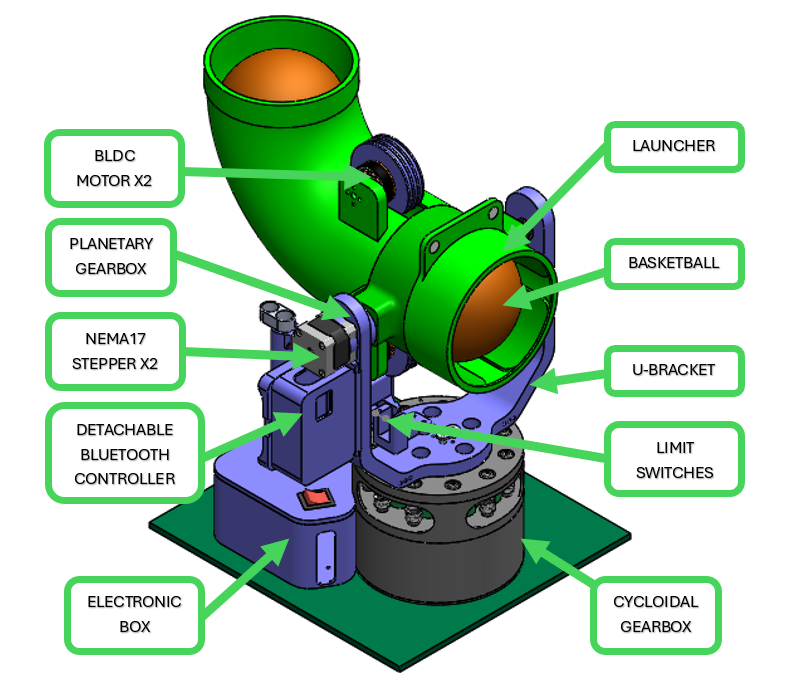 BLDC
MOTOR X2
PLANETARY
GEARBOX
NEMA17
STEPPER X2
DETACHABLE
BLUETOOTH
CONTROLLER
ELECTRONIC
BOX
LAUNCHER
BASKETBALL
U-BRACKET
LIMIT
SWITCHES
CYCLOIDAL
GEARBOX